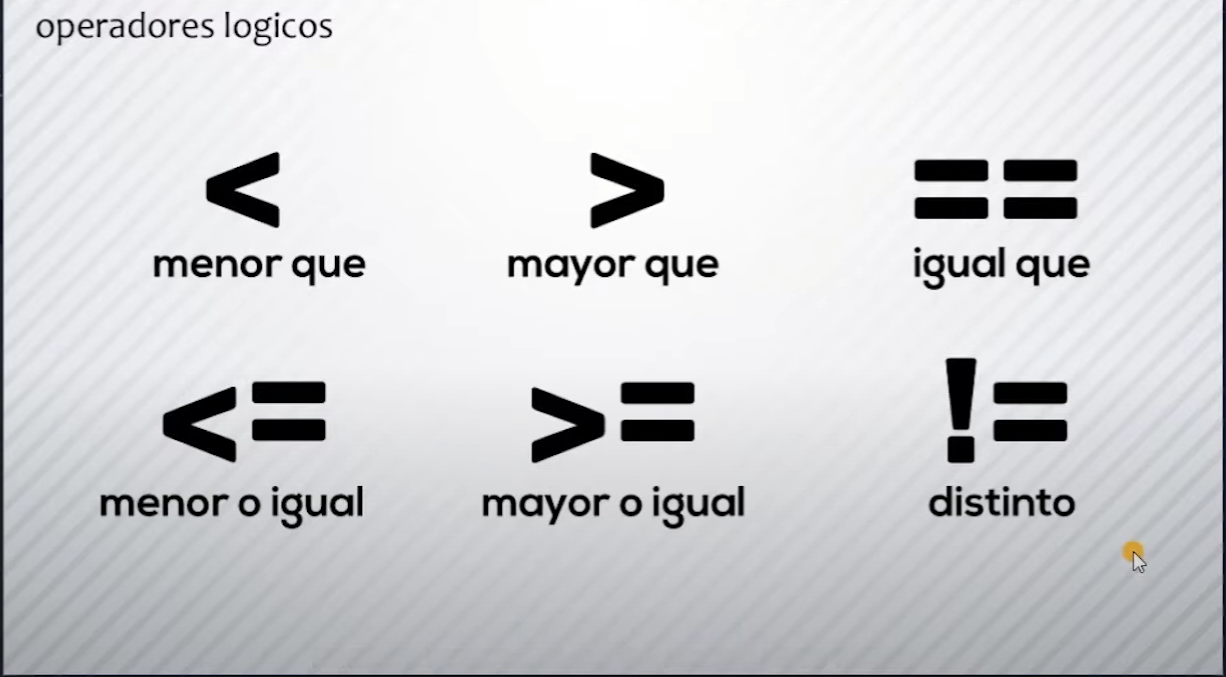 operadores logicos
< > ==
menor que mayor que igual que
<= >= !=
menor o igual mayor o igual distinto